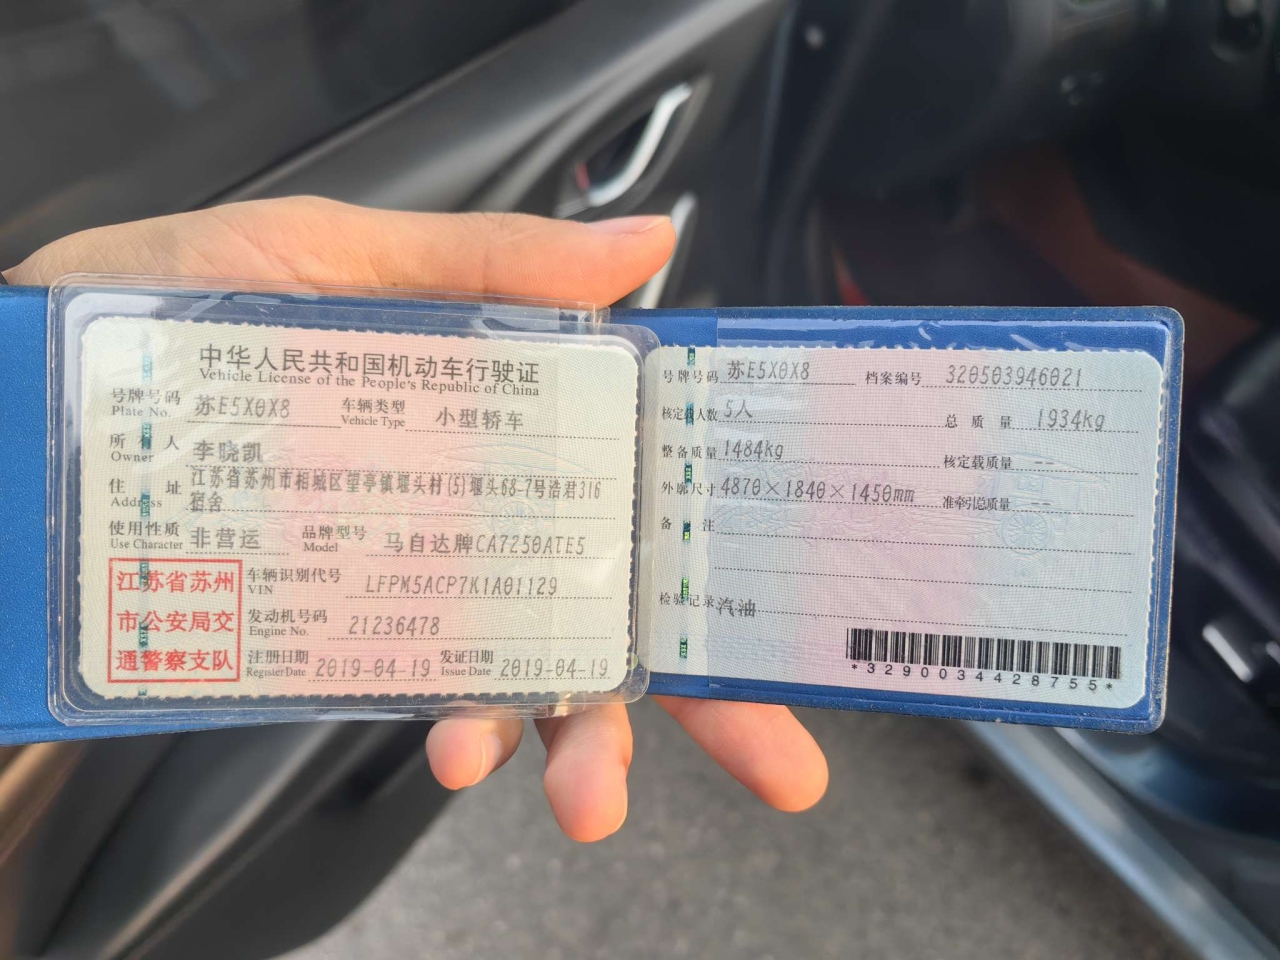 中华人民共和国机动车行驶证
Vehicle License of the People's Republic of China
号牌号码 Plate No. 苏E5X0X8 车辆类型 Vehicle Type 小型轿车
所有人 Owner 李晓凯
住址 Address 江苏省苏州市相城区望亭镇堰头村(5)堰头68-7号浩君316
宿舍
使用性质 Use Character 非营运 品牌型号 Model 马自达牌CA7250ATE5
江苏省苏州
市公安局交
通警察支队
车辆识别代号 VIN LFPM5ACP7K1A01129
发动机号码 Engine No. 21236478
注册日期 Register Date 2019-04-19 发证日期 Issue Date 2019-04-19
号牌号码 苏E5X0X8 档案编号 320503946021
核定载人数 5人 总质量 1934kg
整备质量 1484kg 核定载质量 --
外廓尺寸 4870×1840×1450mm 准牵引总质量 --
备注
检验记录 汽油
*3290034428755*